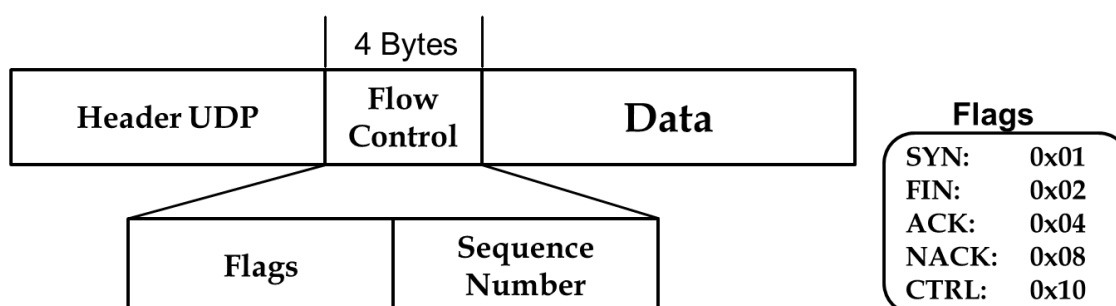 4 Bytes
Header UDP
Flow
Control
Data
Flags
Sequence
Number
Flags
SYN: 0x01
FIN: 0x02
ACK: 0x04
NACK: 0x08
CTRL: 0x10